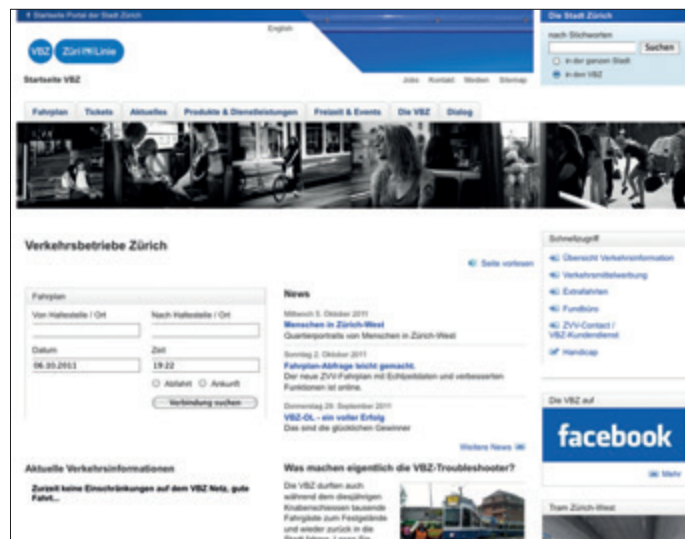 Startseite Portal der Stadt Zürich
English
VBZ Züri Linie
Startseite VBZ
Jobs Kontakt Medien Sitemap
Fahrplan Tickets Aktuelles Produkte & Dienstleistungen Freizeit & Events Die VBZ Dialog
Die Stadt Zürich
nach Stichworten
Suchen
in der ganzen Stadt
in den VBZ
Verkehrsbetriebe Zürich
Seite vorlesen
Fahrplan
Von Haltestelle / Ort
Nach Haltestelle / Ort
Datum
Zeit
06.10.2011
19:22
Abfahrt Ankunft
Verbindung suchen
Aktuelle Verkehrsinformationen
Zurzeit keine Einschränkungen auf dem VBZ Netz, gute
Fahrt...
News
Mittwoch 5. Oktober 2011
Menschen in Zürich-West
Quartierportraits von Menschen in Zürich-West
Sonntag 2. Oktober 2011
Fahrplan-Abfrage leicht gemacht.
Der neue ZVV-Fahrplan mit Echtzeitdaten und verbesserten
Funktionen ist online.
Donnerstag 29. September 2011
VBZ-OL - ein voller Erfolg
Das sind die glücklichen Gewinner
Weitere News
Was machen eigentlich die VBZ-Troubleshooter?
Die VBZ durften auch
während dem diesjährigen
Knabenschiessen tausende
Fahrgäste zum Festgelände
und wieder zurück in die
Schnellzugriff
Übersicht Verkehrsinformation
Verkehrsmittelwerbung
Extrafahrten
Fundbüro
ZVV-Contact /
VBZ-Kundendienst
Handicap
Die VBZ auf
facebook
Mehr
Tram Zürich-West